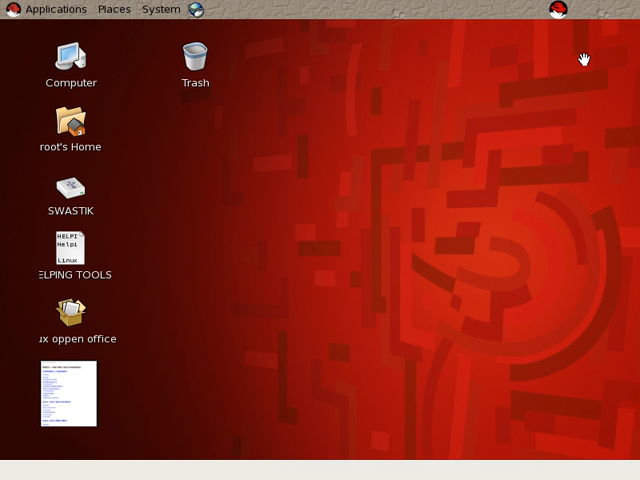 Applications Places System
Computer
Trash
root's Home
SWASTIK
HELPI
Helpi
Linux
ELPING TOOLS
ux oppen office